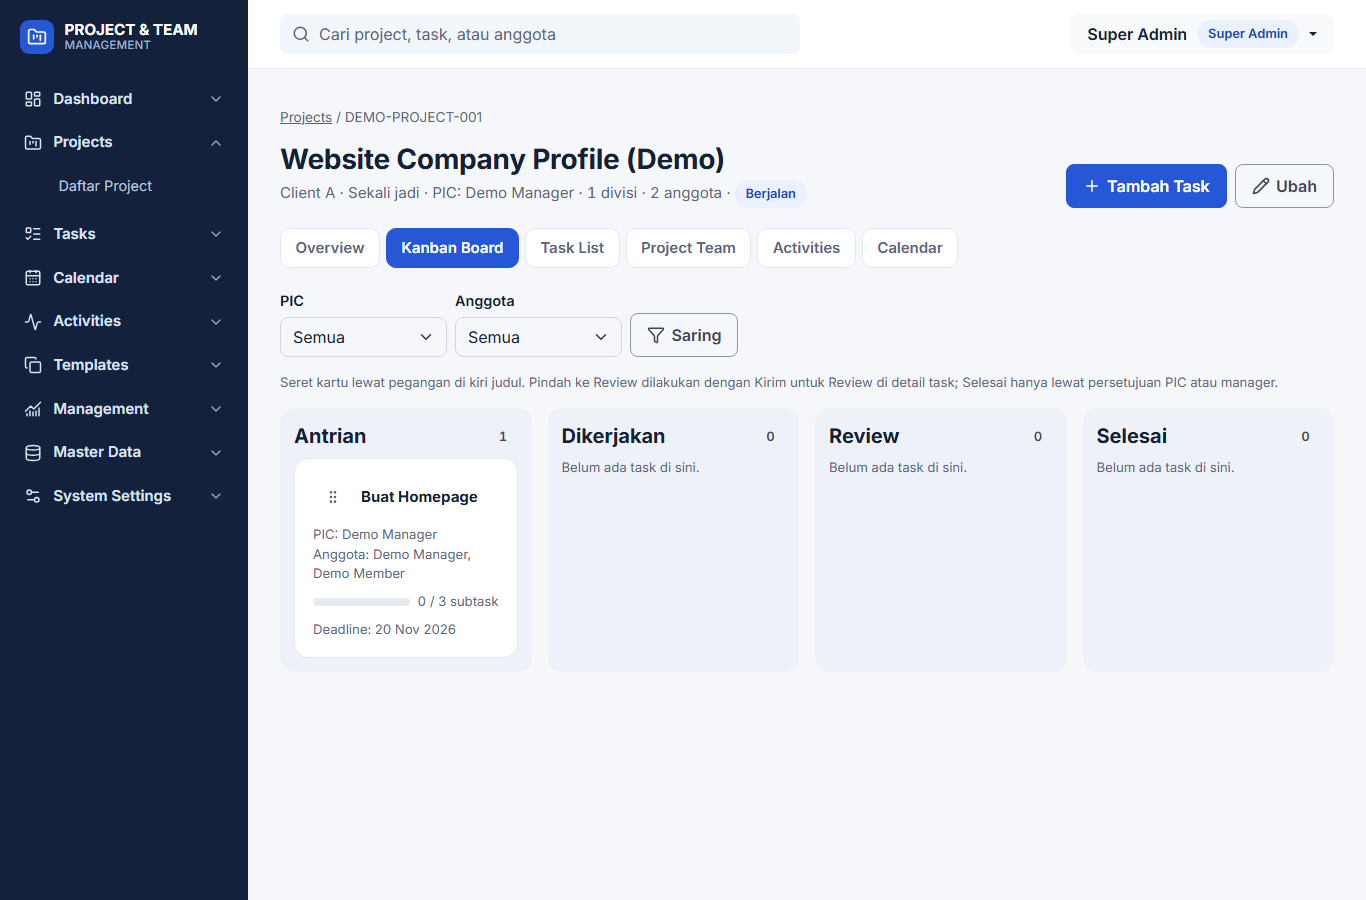 PROJECT & TEAM
MANAGEMENT
Cari project, task, atau anggota
Super Admin
Super Admin
Dashboard
Projects
Daftar Project
Tasks
Calendar
Activities
Templates
Management
Master Data
System Settings
Projects / DEMO-PROJECT-001
Website Company Profile (Demo)
Client A · Sekali jadi · PIC: Demo Manager · 1 divisi · 2 anggota · Berjalan
Tambah Task
Ubah
Overview
Kanban Board
Task List
Project Team
Activities
Calendar
PIC
Anggota
Semua
Semua
Saring
Seret kartu lewat pegangan di kiri judul. Pindah ke Review dilakukan dengan Kirim untuk Review di detail task; Selesai hanya lewat persetujuan PIC atau manager.
Antrian 1
Buat Homepage
PIC: Demo Manager
Anggota: Demo Manager,
Demo Member
0 / 3 subtask
Deadline: 20 Nov 2026
Dikerjakan 0
Belum ada task di sini.
Review 0
Belum ada task di sini.
Selesai 0
Belum ada task di sini.